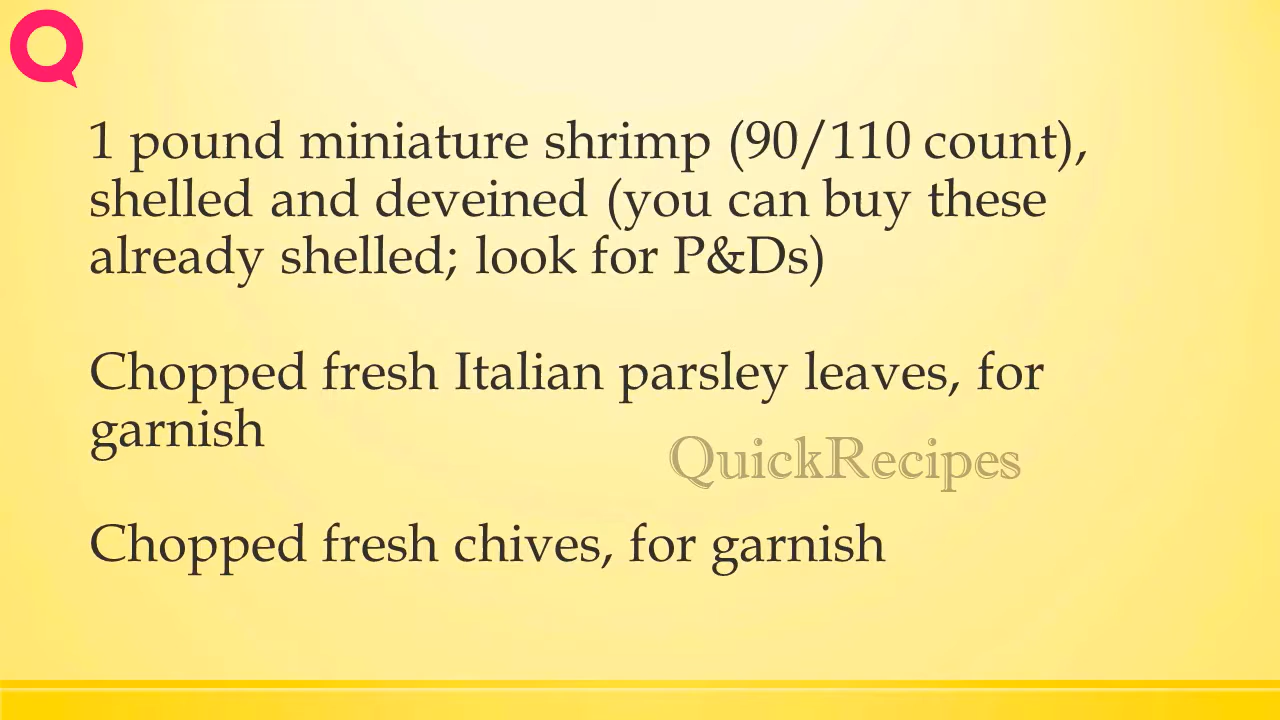 1 pound miniature shrimp (90/110 count),
shelled and deveined (you can buy these
already shelled; look for P&Ds)
Chopped fresh Italian parsley leaves, for
garnish
QuickRecipes
Chopped fresh chives, for garnish